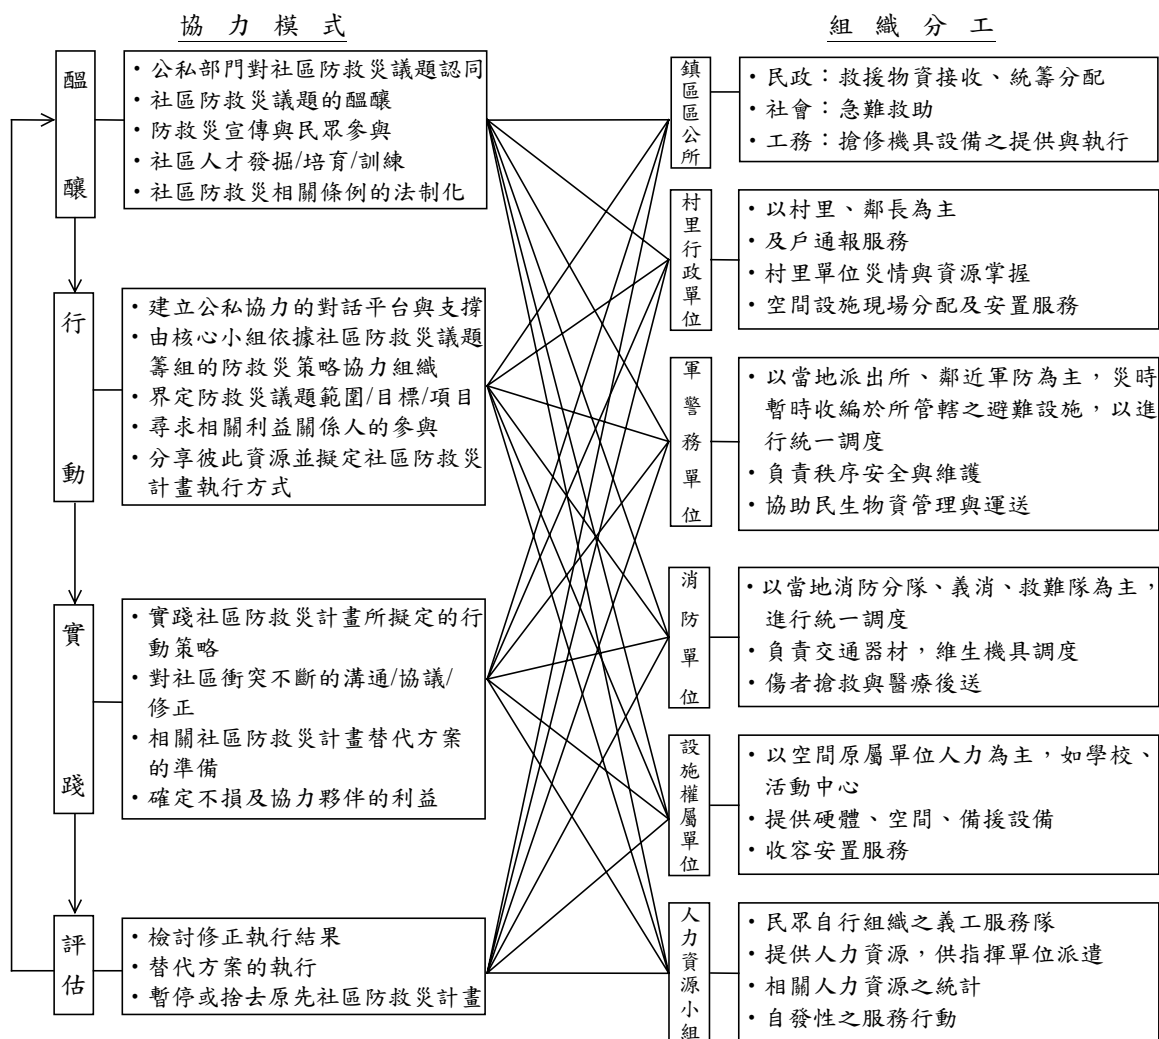 協力模式
醞釀
・公私部門對社區防救災議題認同
・社區防救災議題的醞釀
・防救災宣傳與民眾參與
・社區人才發掘/培育/訓練
・社區防救災相關條例的法制化
行動
・建立公私協力的對話平台與支撐
・由核心小組依據社區防救災議題
籌組的防救災策略協力組織
・界定防救災議題範圍/目標/項目
・尋求相關利益關係人的參與
・分享彼此資源並擬定社區防救災
計畫執行方式
實踐
・實踐社區防救災計畫所擬定的行
動策略
・對社區衝突不斷的溝通/協議/
修正
・相關社區防救災計畫替代方案
的準備
・確定不損及協力夥伴的利益
評估
・檢討修正執行結果
・替代方案的執行
・暫停或捨去原先社區防救災計畫
組織分工
鎮區區公所
・民政：救援物資接收、統籌分配
・社會：急難救助
・工務：搶修機具設備之提供與執行
村里行政單位
・以村里、鄰長為主
・及戶通報服務
・村里單位災情與資源掌握
・空間設施現場分配及安置服務
軍警務單位
・以當地派出所、鄰近軍防為主，災時
暫時收編於所管轄之避難設施，以進
行統一調度
・負責秩序安全與維護
・協助民生物資管理與運送
消防單位
・以當地消防分隊、義消、救難隊為主，
進行統一調度
・負責交通器材，維生機具調度
・傷者搶救與醫療後送
設施權屬單位
・以空間原屬單位人力為主，如學校、
活動中心
・提供硬體、空間、備援設備
・收容安置服務
人力資源小組
・民眾自行組織之義工服務隊
・提供人力資源，供指揮單位派遣
・相關人力資源之統計
・自發性之服務行動